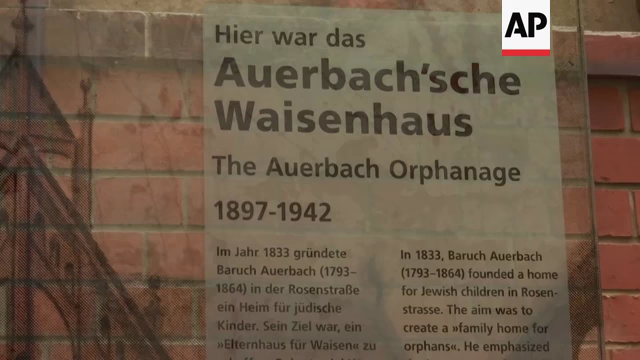 AP
Hier war das
Auerbach'sche
Waisenhaus
The Auerbach Orphanage
1897-1942
Im Jahr 1833 gründete
Baruch Auerbach (1793–
1864) in der Rosenstraße
ein Heim für jüdische
Kinder. Sein Ziel war, ein
»Elternhaus für Waisen« zu
In 1833, Baruch Auerbach
(1793–1864) founded a home
for Jewish children in Rosen-
strasse. The aim was to
create a »family home for
orphans«. He emphasized